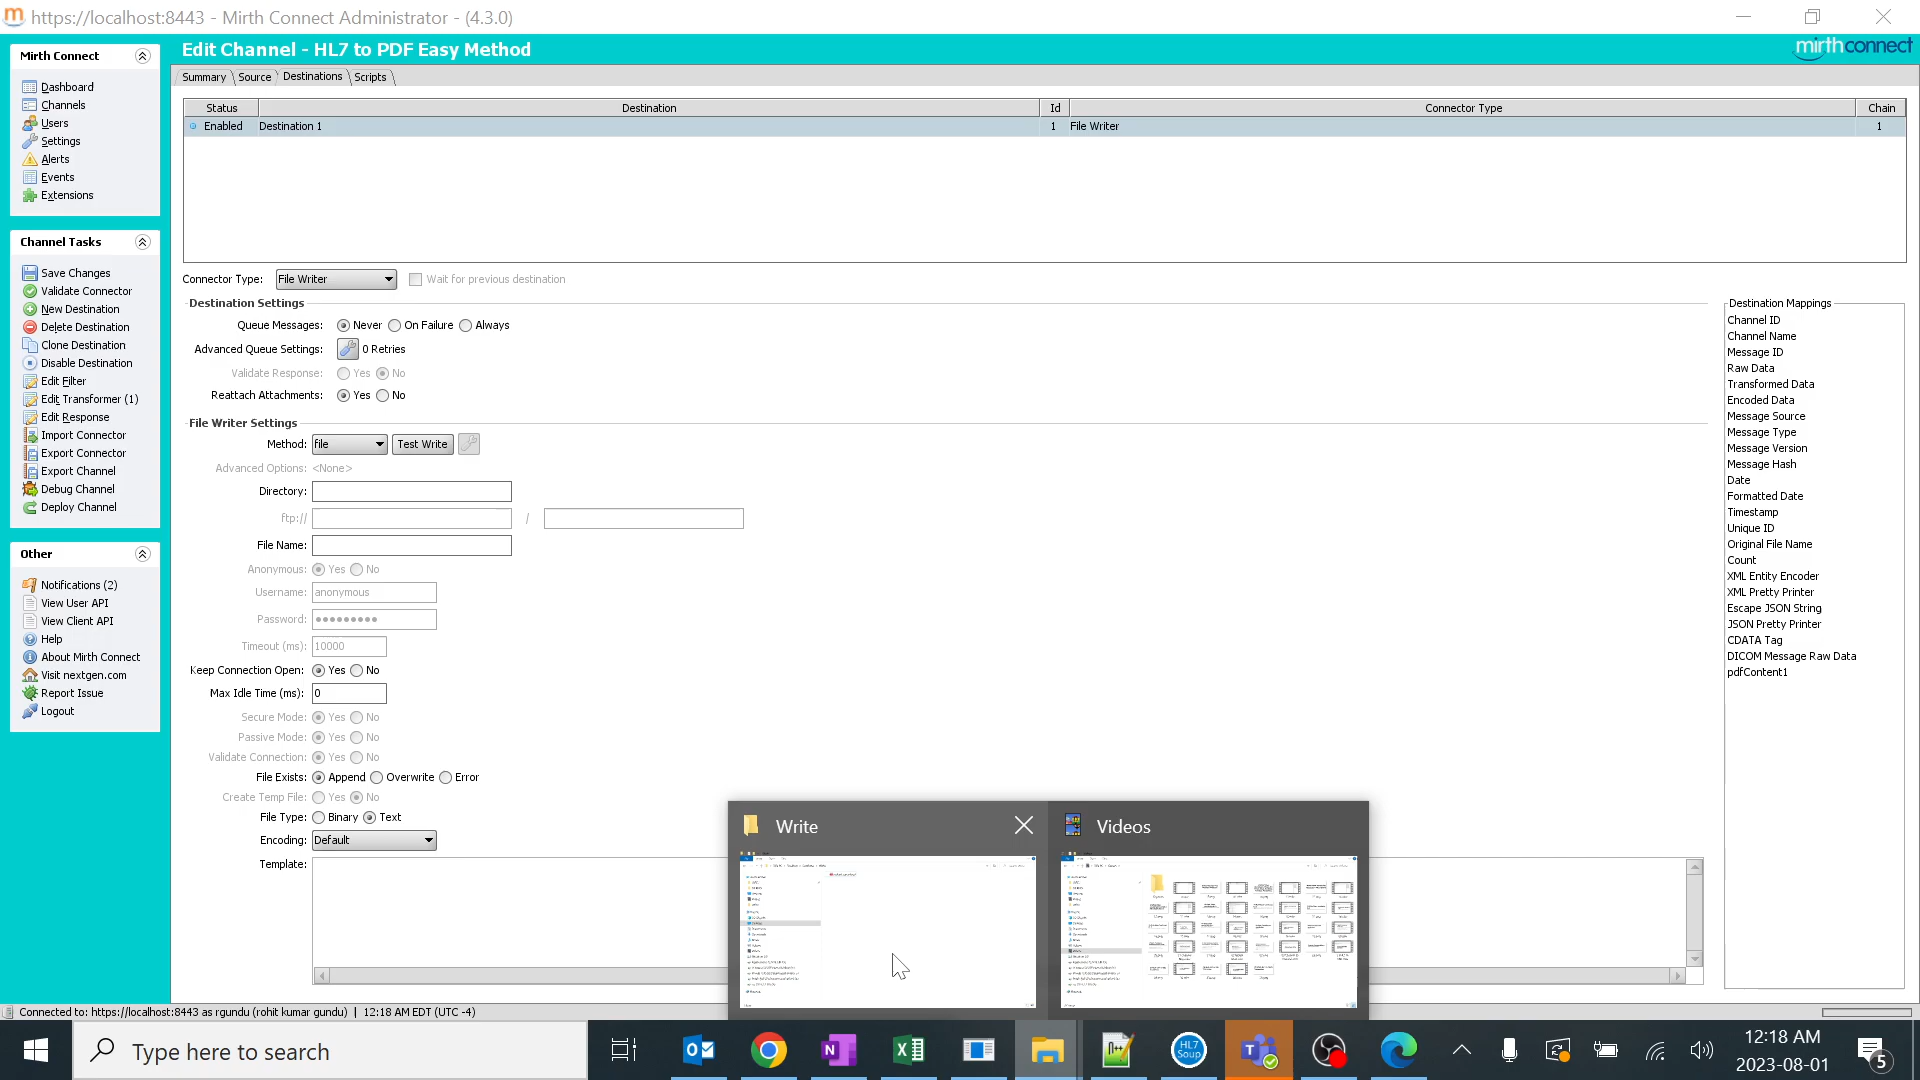 https://localhost:8443 - Mirth Connect Administrator - (4.3.0)
Mirth Connect
Dashboard
Channels
Users
Settings
Alerts
Events
Extensions
Channel Tasks
Save Changes
Validate Connector
New Destination
Delete Destination
Clone Destination
Disable Destination
Edit Filter
Edit Transformer (1)
Edit Response
Import Connector
Export Connector
Export Channel
Debug Channel
Deploy Channel
Other
Notifications (2)
View User API
View Client API
Help
About Mirth Connect
Visit nextgen.com
Report Issue
Logout
Edit Channel - HL7 to PDF Easy Method
mirthconnect
Summary Source Destinations Scripts
Status Destination Id Connector Type Chain
Enabled Destination 1 1 File Writer 1
Connector Type: File Writer Wait for previous destination
Destination Settings
Queue Messages: Never On Failure Always
Advanced Queue Settings: 0 Retries
Validate Response: Yes No
Reattach Attachments: Yes No
File Writer Settings
Method: file Test Write
Advanced Options: <None>
Directory:
ftp:// /
File Name:
Anonymous: Yes No
Username: anonymous
Password: ●●●●●●●●●
Timeout (ms): 10000
Keep Connection Open: Yes No
Max Idle Time (ms): 0
Secure Mode: Yes No
Passive Mode: Yes No
Validate Connection: Yes No
File Exists: Append Overwrite Error
Create Temp File: Yes No
File Type: Binary Text
Encoding: Default
Template:
Destination Mappings
Channel ID
Channel Name
Message ID
Raw Data
Transformed Data
Encoded Data
Message Source
Message Type
Message Version
Message Hash
Date
Formatted Date
Timestamp
Unique ID
Original File Name
Count
XML Entity Encoder
XML Pretty Printer
Escape JSON String
JSON Pretty Printer
CDATA Tag
DICOM Message Raw Data
pdfContent1
Write
Videos
Connected to: https://localhost:8443 as rgundu (rohit kumar gundu) | 12:18 AM EDT (UTC -4)
Type here to search
HL7 Soup
12:18 AM
2023-08-01
5